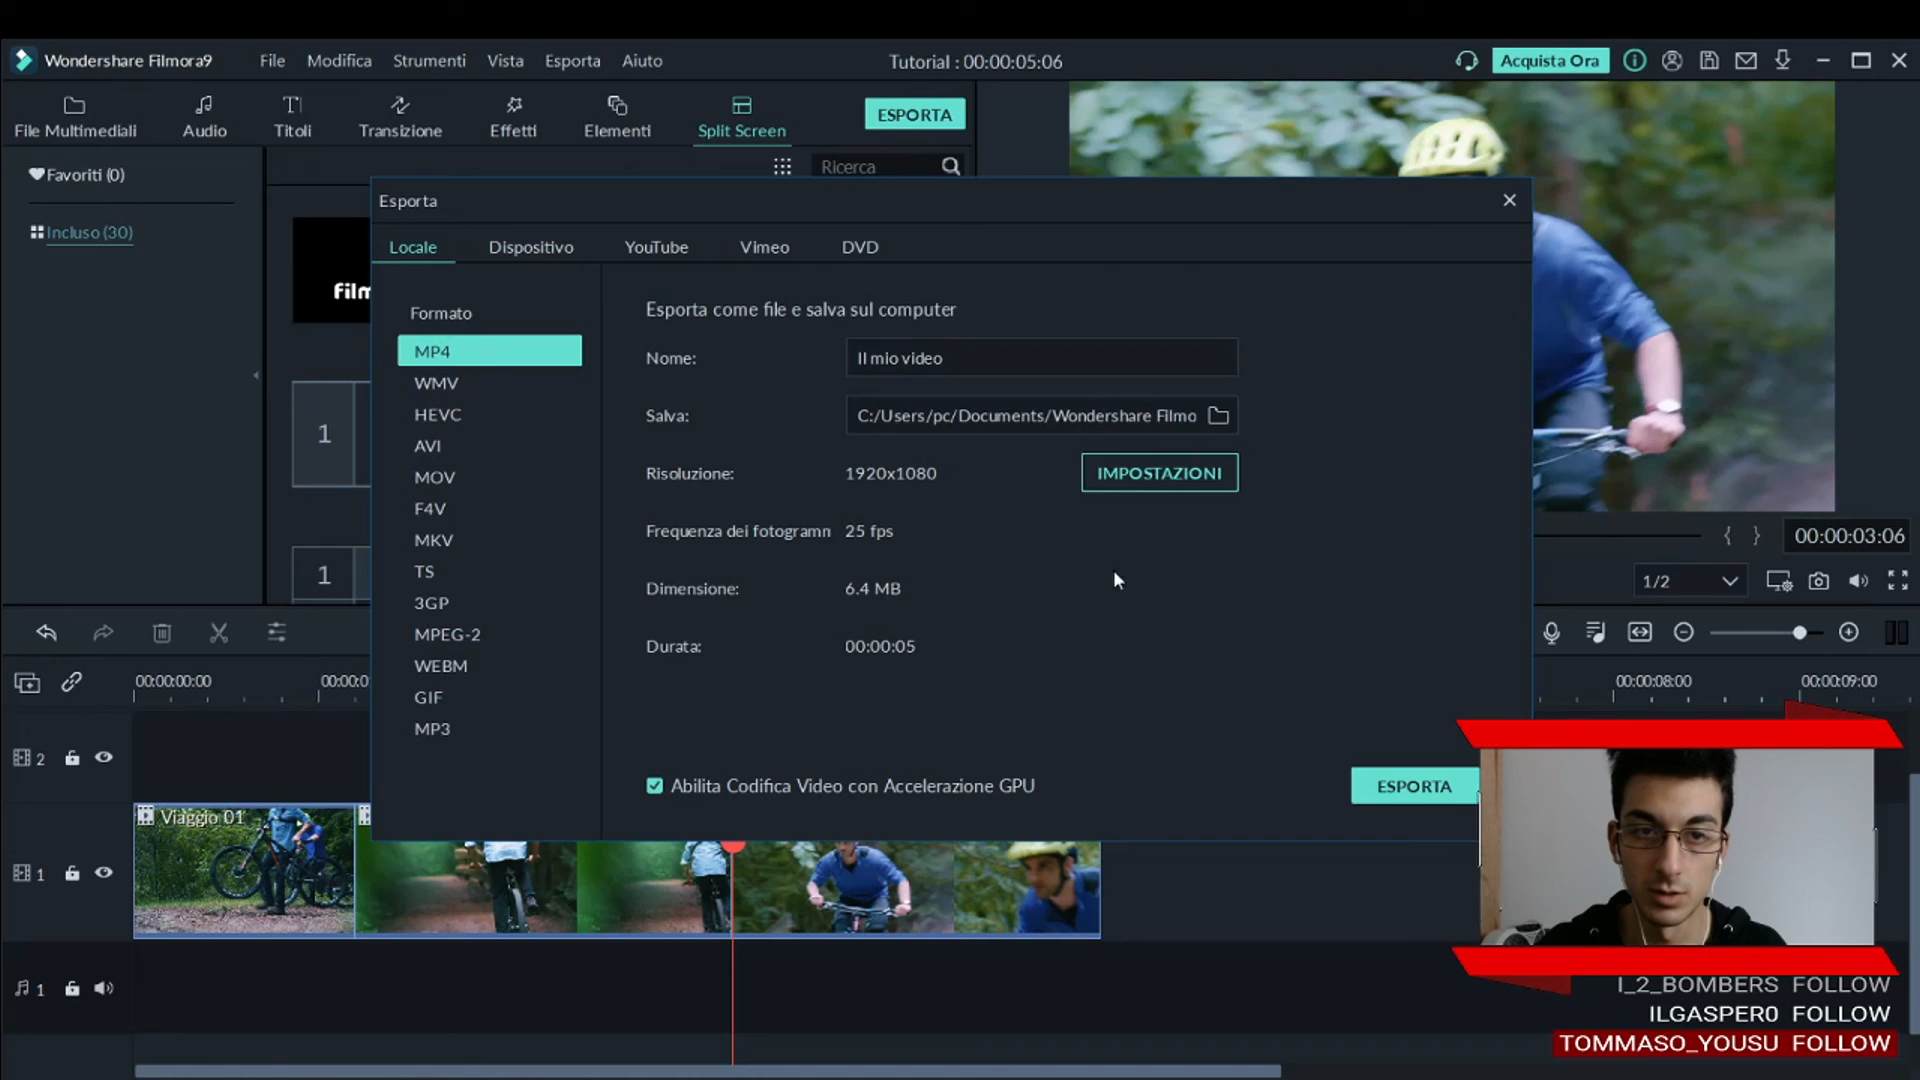 Wondershare Filmora9 File Modifica Strumenti Vista Esporta Aiuto Tutorial : 00:00:05:06 Acquista Ora
File Multimediali Audio Titoli Transizione Effetti Elementi Split Screen ESPORTA
Favoriti (0)
Ricerca
Incluso (30)
Esporta
Locale Dispositivo YouTube Vimeo DVD
Formato
MP4
WMV
HEVC
AVI
MOV
F4V
MKV
TS
3GP
MPEG-2
WEBM
GIF
MP3
Esporta come file e salva sul computer
Nome: Il mio video
Salva: C:/Users/pc/Documents/Wondershare Filmo
Risoluzione: 1920x1080 IMPOSTAZIONI
Frequenza dei fotogramn 25 fps
Dimensione: 6.4 MB
Durata: 00:00:05
Abilita Codifica Video con Accelerazione GPU
ESPORTA
1
1
{ } 00:00:03:06
1/2
00:00:00:00 00:00:08:00 00:00:09:00
2
Viaggio 01
1
1
I_2_BOMBERS FOLLOW
ILGASPER0 FOLLOW
TOMMASO_YOUSU FOLLOW